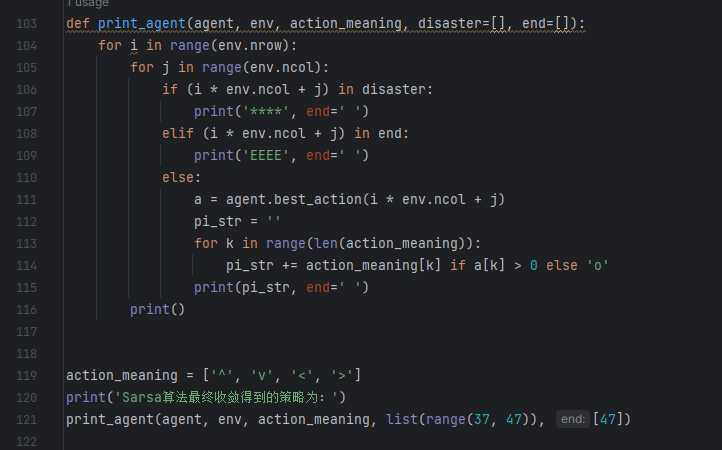 1 usage
103 def print_agent(agent, env, action_meaning, disaster=[], end=[]):
104 for i in range(env.nrow):
105 for j in range(env.ncol):
106 if (i * env.ncol + j) in disaster:
107 print('****', end=' ')
108 elif (i * env.ncol + j) in end:
109 print('EEEE', end=' ')
110 else:
111 a = agent.best_action(i * env.ncol + j)
112 pi_str = ''
113 for k in range(len(action_meaning)):
114 pi_str += action_meaning[k] if a[k] > 0 else 'o'
115 print(pi_str, end=' ')
116 print()
117
118
119 action_meaning = ['^', 'v', '<', '>']
120 print('Sarsa算法最终收敛得到的策略为：')
121 print_agent(agent, env, action_meaning, list(range(37, 47)), end: [47])
122